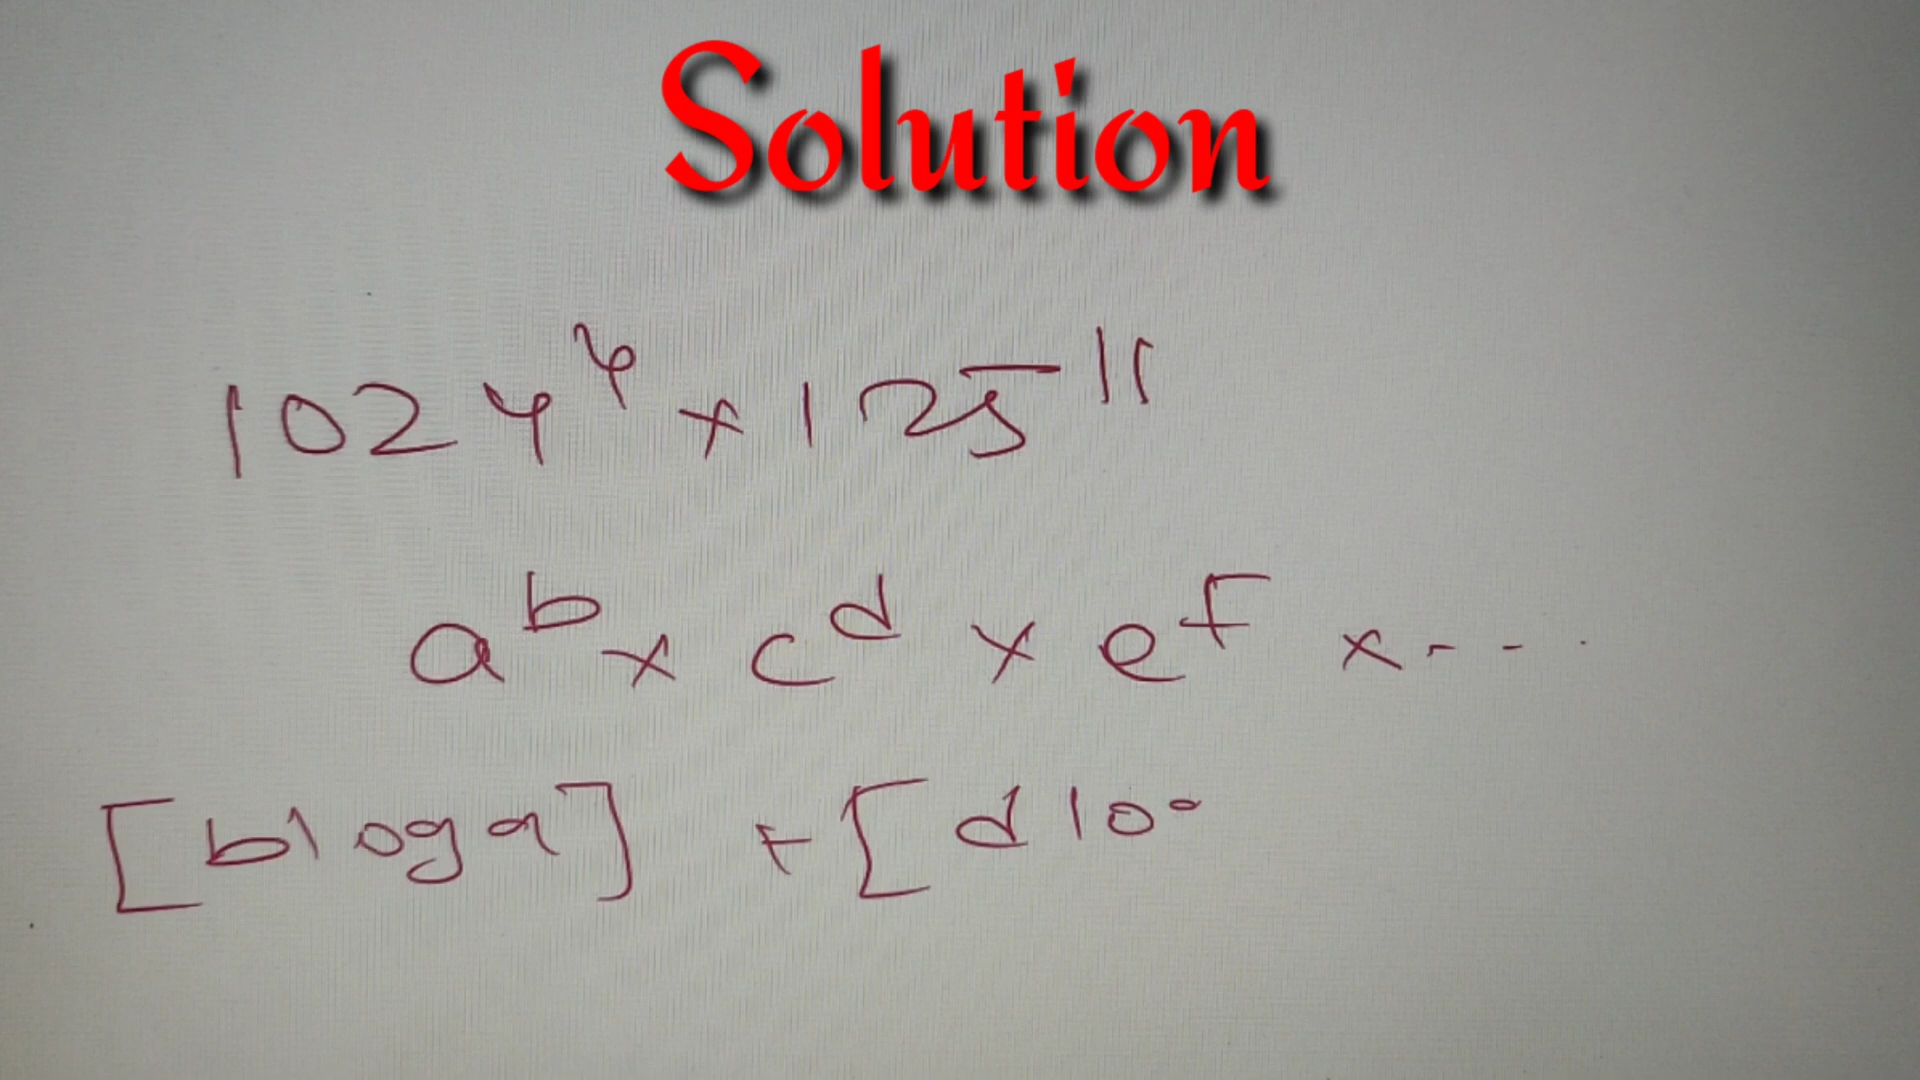 Solution
1024⁴ × 125¹¹
aᵇ × cᵈ × eᶠ × - - .
[b log a] + [d lo